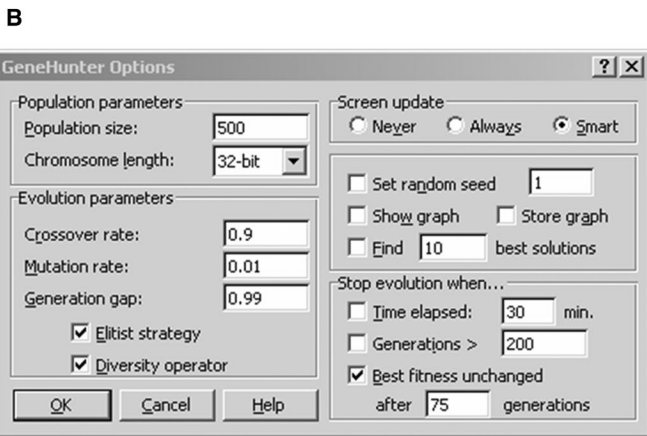 B
GeneHunter Options
Population parameters
Population size: 500
Chromosome length: 32-bit
Evolution parameters
Crossover rate: 0.9
Mutation rate: 0.01
Generation gap: 0.99
Elitist strategy
Diversity operator
OK Cancel Help
Screen update
Never Always Smart
Set random seed 1
Show graph Store graph
Find 10 best solutions
Stop evolution when...
Time elapsed: 30 min.
Generations > 200
Best fitness unchanged
after 75 generations